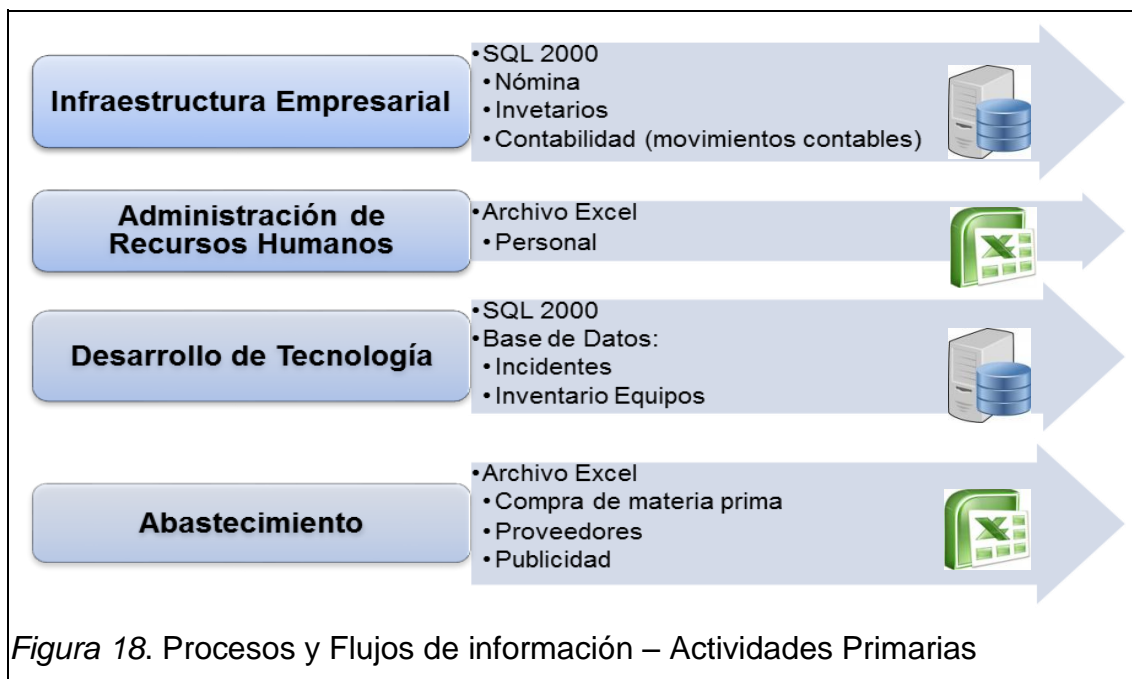 Infraestructura Empresarial
•SQL 2000
•Nómina
•Invetarios
•Contabilidad (movimientos contables)
Administración de
Recursos Humanos
•Archivo Excel
•Personal
Desarrollo de Tecnología
•SQL 2000
•Base de Datos:
•Incidentes
•Inventario Equipos
Abastecimiento
•Archivo Excel
•Compra de materia prima
•Proveedores
•Publicidad
Figura 18. Procesos y Flujos de información – Actividades Primarias